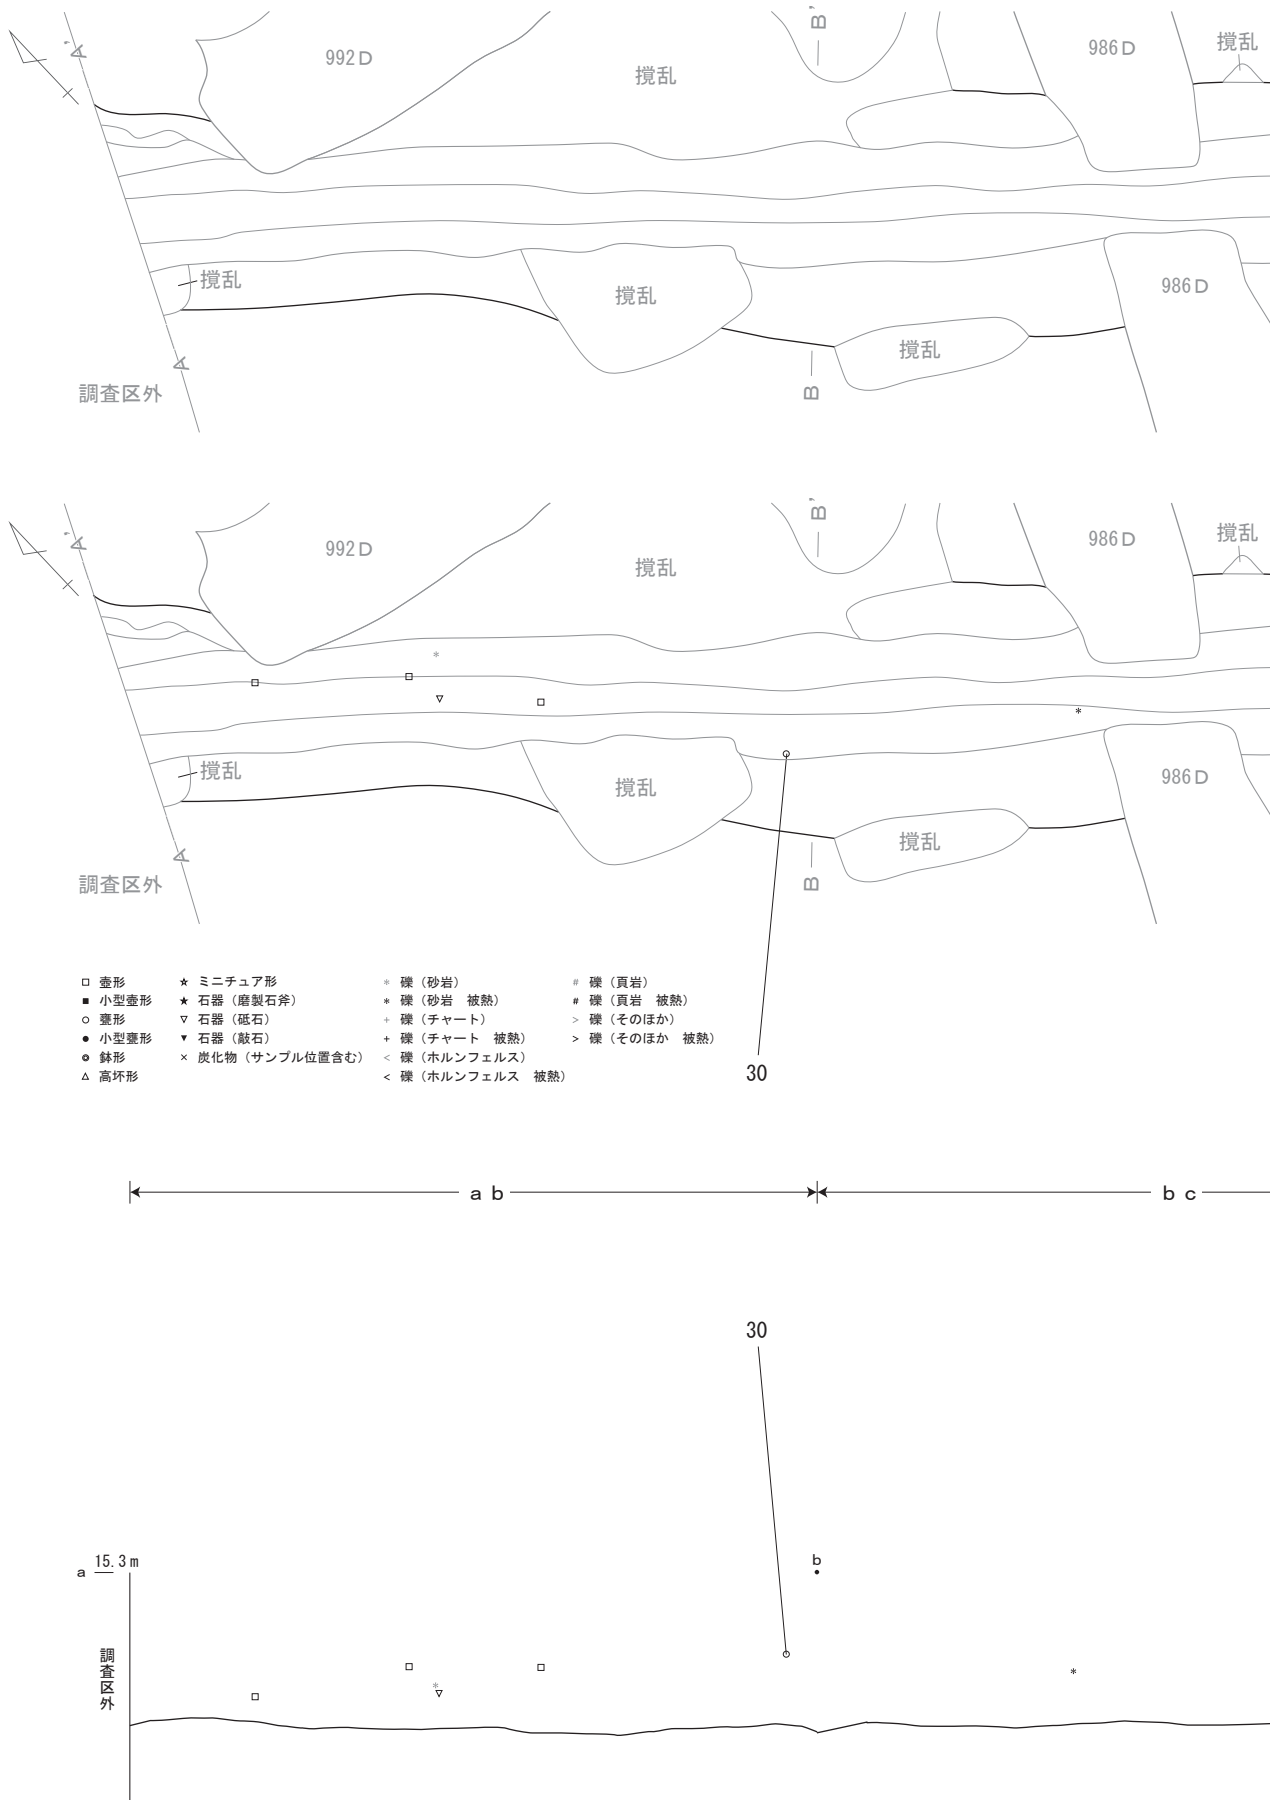 A'
992D
攪乱
B'
986D
攪乱
攪乱
攪乱
986D
攪乱
A
B
調査区外
A'
992D
攪乱
B'
986D
攪乱
攪乱
攪乱
986D
攪乱
A
B
調査区外
□ 壺形
■ 小型壺形
○ 甕形
● 小型甕形
◎ 鉢形
△ 高坏形
☆ ミニチュア形
★ 石器（磨製石斧）
▽ 石器（砥石）
▼ 石器（敲石）
× 炭化物（サンプル位置含む）
* 礫（砂岩）
* 礫（砂岩　被熱）
+ 礫（チャート）
+ 礫（チャート　被熱）
< 礫（ホルンフェルス）
< 礫（ホルンフェルス　被熱）
# 礫（頁岩）
# 礫（頁岩　被熱）
> 礫（そのほか）
> 礫（そのほか　被熱）
30
a b
b c
30
a 15.3m
b
調査区外